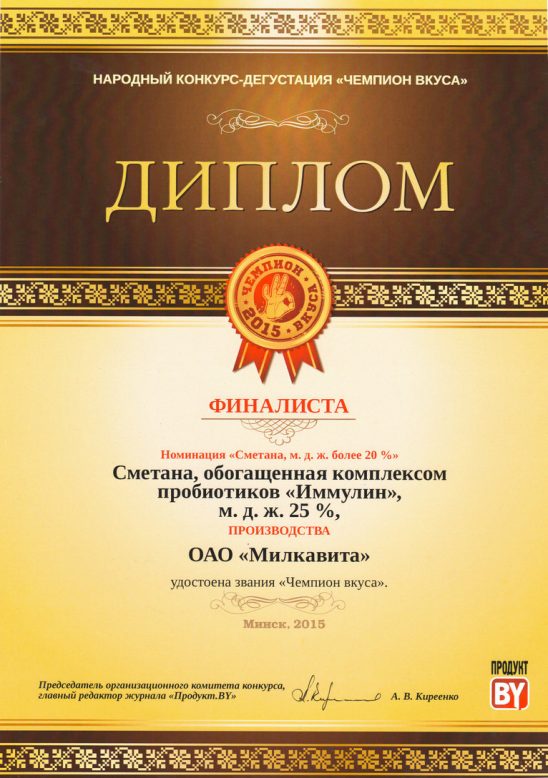 НАРОДНЫЙ КОНКУРС-ДЕГУСТАЦИЯ «ЧЕМПИОН ВКУСА»
ДИПЛОМ
ЧЕМПИОН
ВКУСА
2015
ФИНАЛИСТА
Номинация «Сметана, м. д. ж. более 20 %»
Сметана, обогащенная комплексом
пробиотиков «Иммулин»,
м. д. ж. 25 %,
ПРОИЗВОДСТВА
ОАО «Милкавита»
удостоена звания «Чемпион вкуса».
Минск, 2015
ПРОДУКТ
BY
Председатель организационного комитета конкурса,
главный редактор журнала «Продукт.BY»
А. В. Киреенко